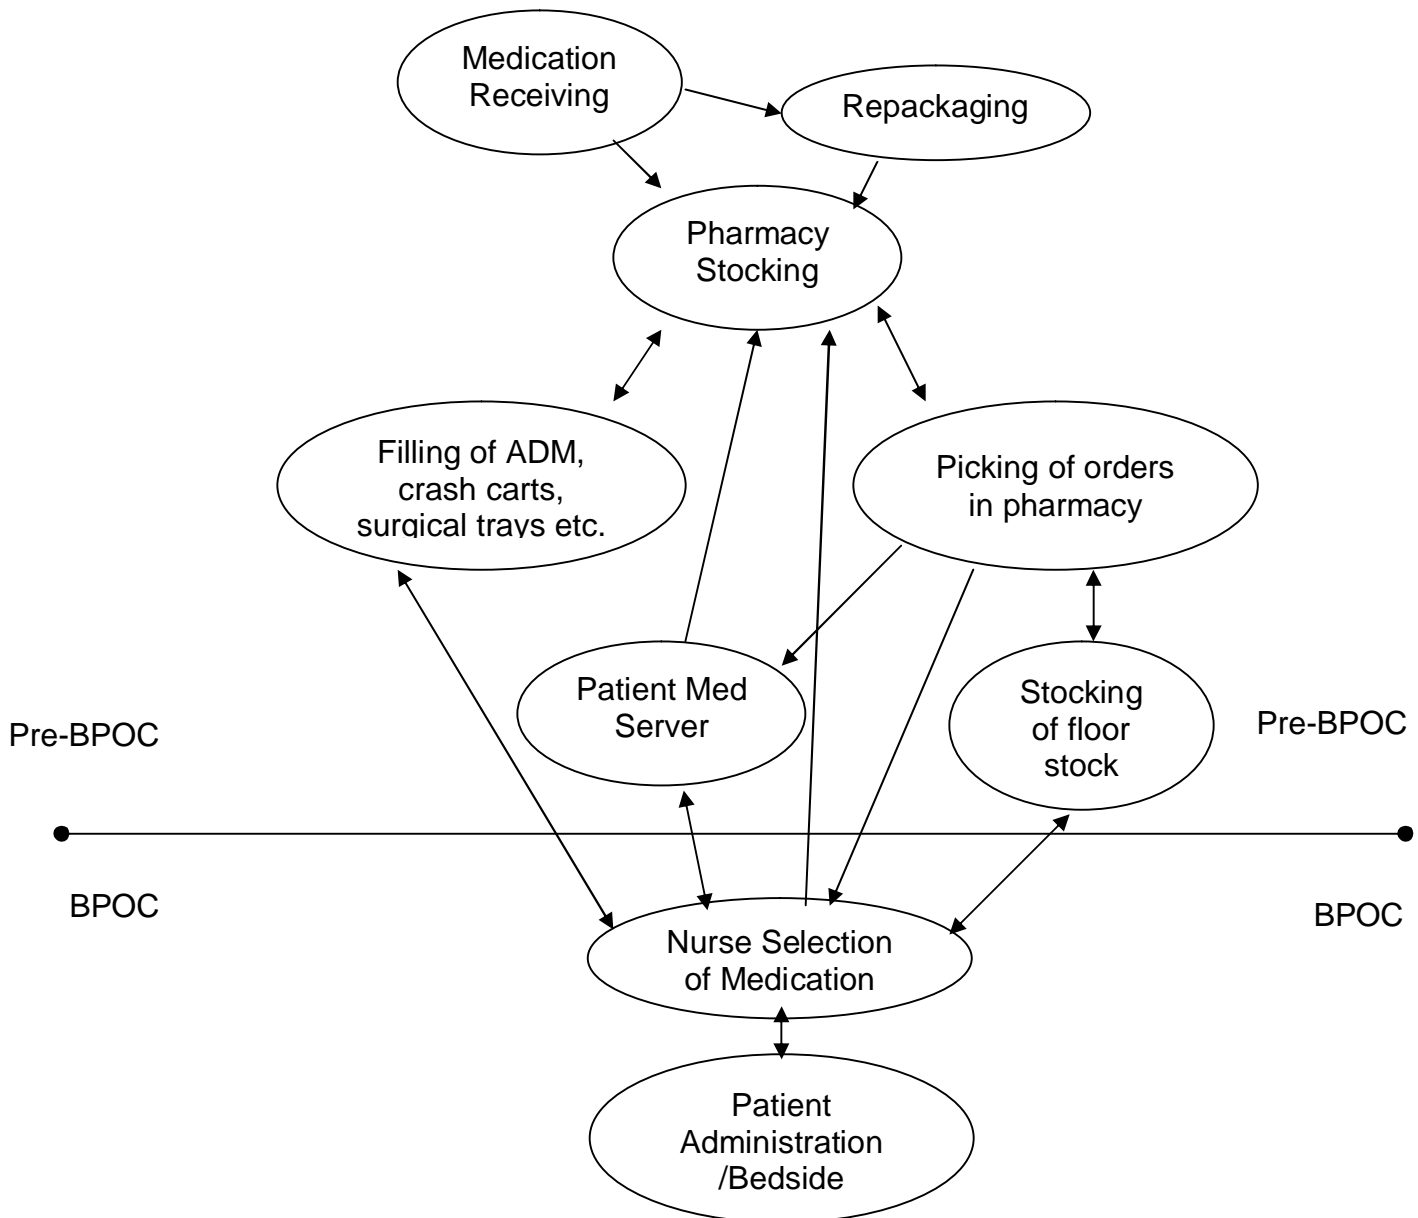 Medication
Receiving
Repackaging
Pharmacy
Stocking
Filling of ADM,
crash carts,
surgical trays etc.
Picking of orders
in pharmacy
Patient Med
Server
Stocking
of floor
stock
Pre-BPOC
Pre-BPOC
BPOC
BPOC
Nurse Selection
of Medication
Patient
Administration
/Bedside